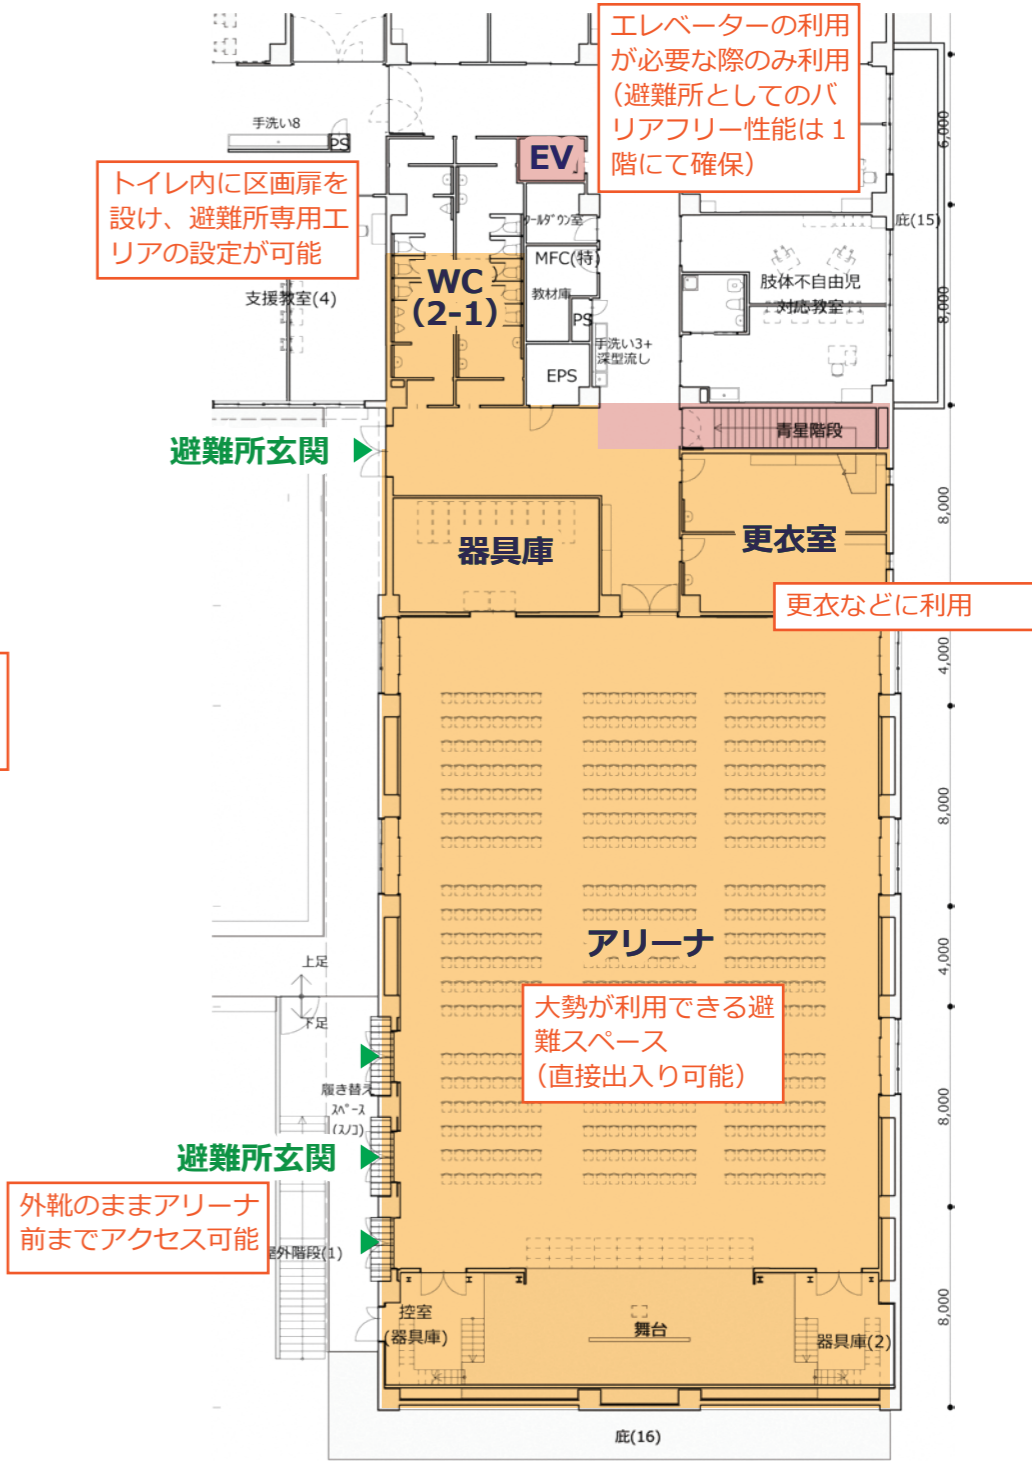 エレベーターの利用
が必要な際のみ利用
（避難所としてのバ
リアフリー性能は１
階にて確保）
手洗い8
PS
EV
6,000
トイレ内に区画扉を
設け、避難所専用エ
リアの設定が可能
クールダウン室
庇(15)
MFC(特)
WC
（2-1）
教材庫
肢体不自由児
対応教室
支援教室(4)
8,000
PS
手洗い3+
深型流し
EPS
青星階段
避難所玄関
8,000
器具庫
更衣室
更衣などに利用
4,000
8,000
アリーナ
4,000
上足
下足
大勢が利用できる避
難スペース
（直接出入り可能）
履き替え
スペース
(スノコ)
8,000
避難所玄関
外靴のままアリーナ
前までアクセス可能
屋外階段(1)
控室
(器具庫)
舞台
器具庫(2)
8,000
庇(16)